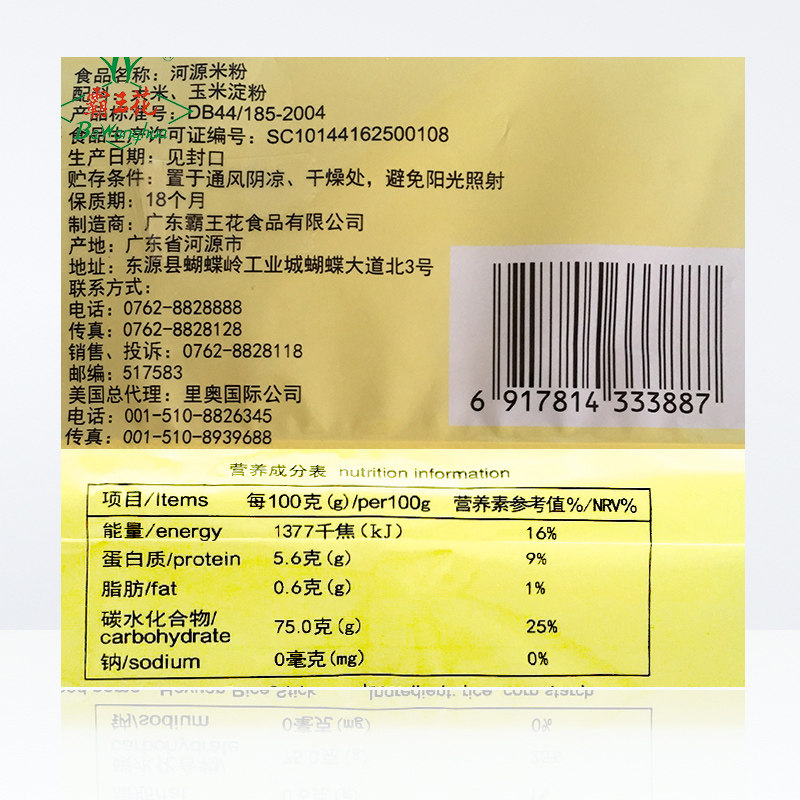 食品名称：河源米粉
配料：大米、玉米淀粉
霸王花
BaWanghua
产品标准号：DB44/185-2004
食品生产许可证编号：SC10144162500108
生产日期：见封口
贮存条件：置于通风阴凉、干燥处，避免阳光照射
保质期：18个月
制造商：广东霸王花食品有限公司
产地：广东省河源市
地址：东源县蝴蝶岭工业城蝴蝶大道北3号
联系方式：
电话：0762-8828888
传真：0762-8828128
销售、投诉：0762-8828118
邮编：517583
美国总代理：里奥国际公司
电话：001-510-8826345
传真：001-510-8939688
6 917814 333887
营养成分表 nutrition information
项目/Items 每100克(g)/per100g 营养素参考值%/NRV%
能量/energy 1377千焦(kJ) 16%
蛋白质/protein 5.6克(g) 9%
脂肪/fat 0.6克(g) 1%
碳水化合物/
carbohydrate 75.0克(g) 25%
钠/sodium 0毫克(mg) 0%